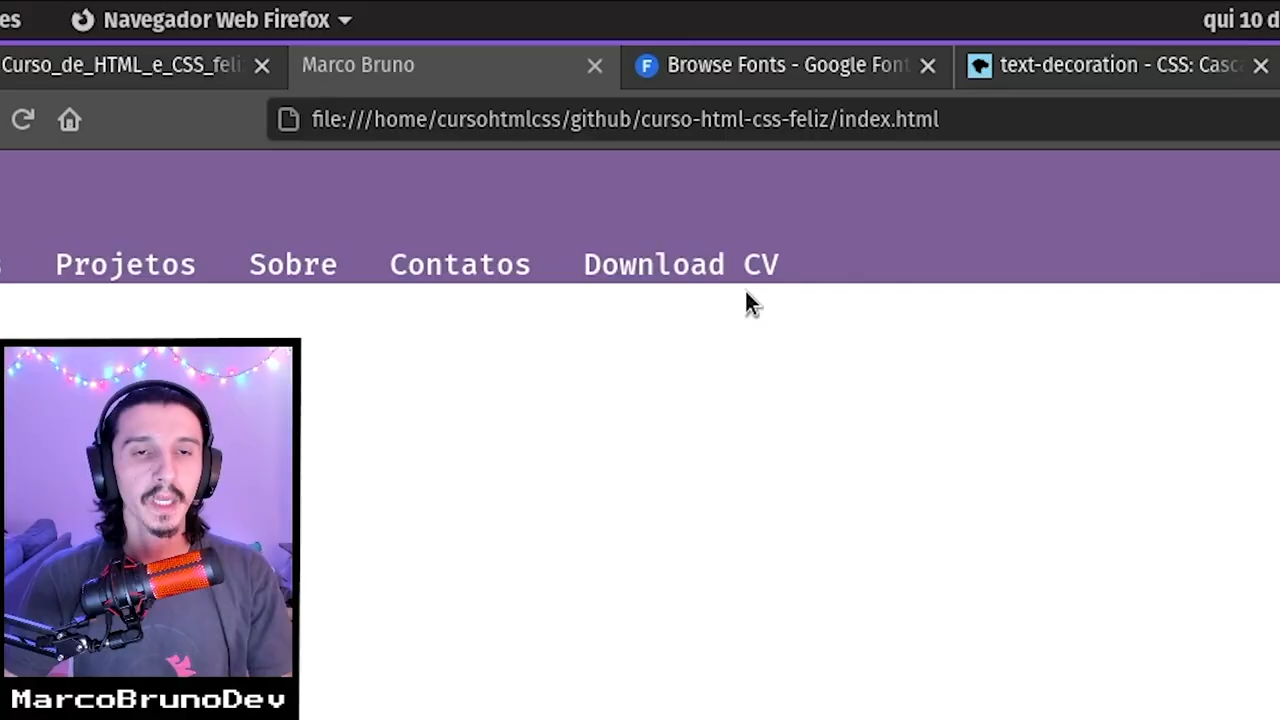 es Navegador Web Firefox qui 10 d
Curso_de_HTML_e_CSS_feli Marco Bruno Browse Fonts - Google Font text-decoration - CSS: Casc
file:///home/cursohtmlcss/github/curso-html-css-feliz/index.html
s Projetos Sobre Contatos Download CV
MarcoBrunoDev